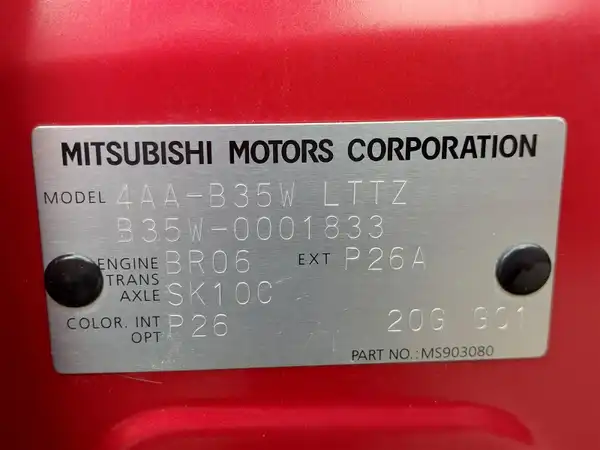 MITSUBISHI MOTORS CORPORATION
MODEL 4AA-B35W LTTZ
B35W-0001833
ENGINE BR06 EXT P26A
TRANS
AXLE SK10C
COLOR. INT P26 20G G01
OPT
PART NO.: MS903080